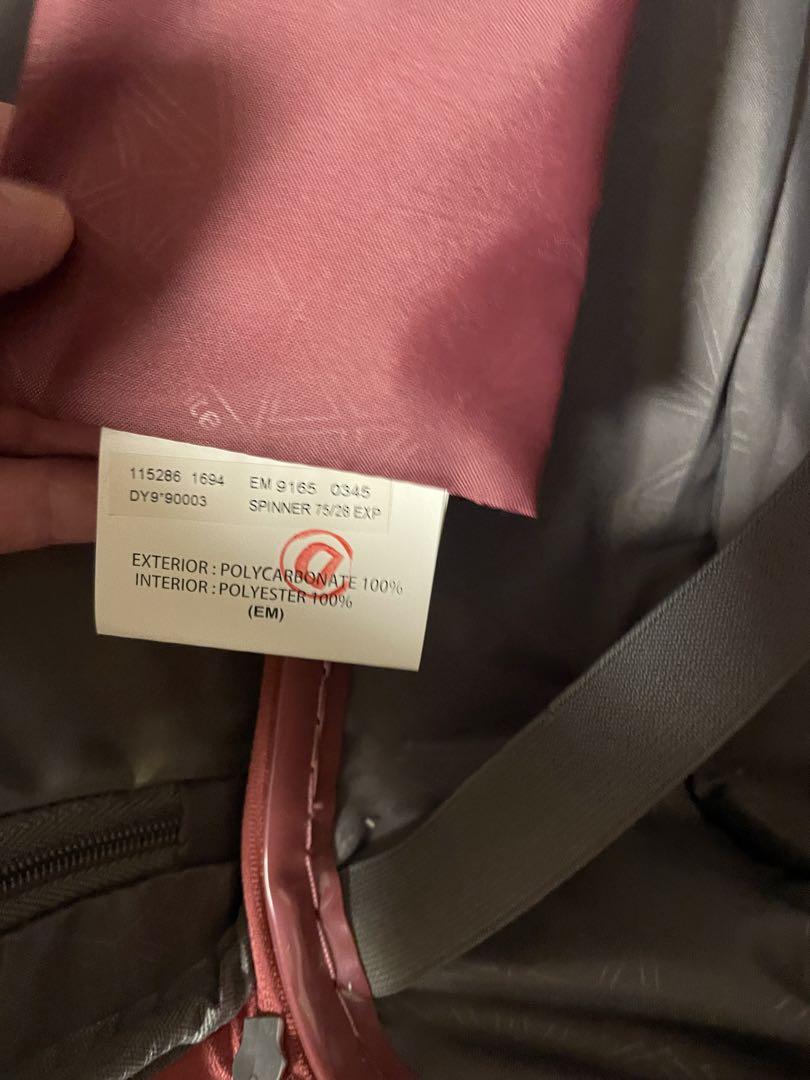 115286 1694 EM 9165 0345
DY9*90003 SPINNER 75/28 EXP
EXTERIOR : POLYCARBONATE 100%
INTERIOR : POLYESTER 100%
(EM)